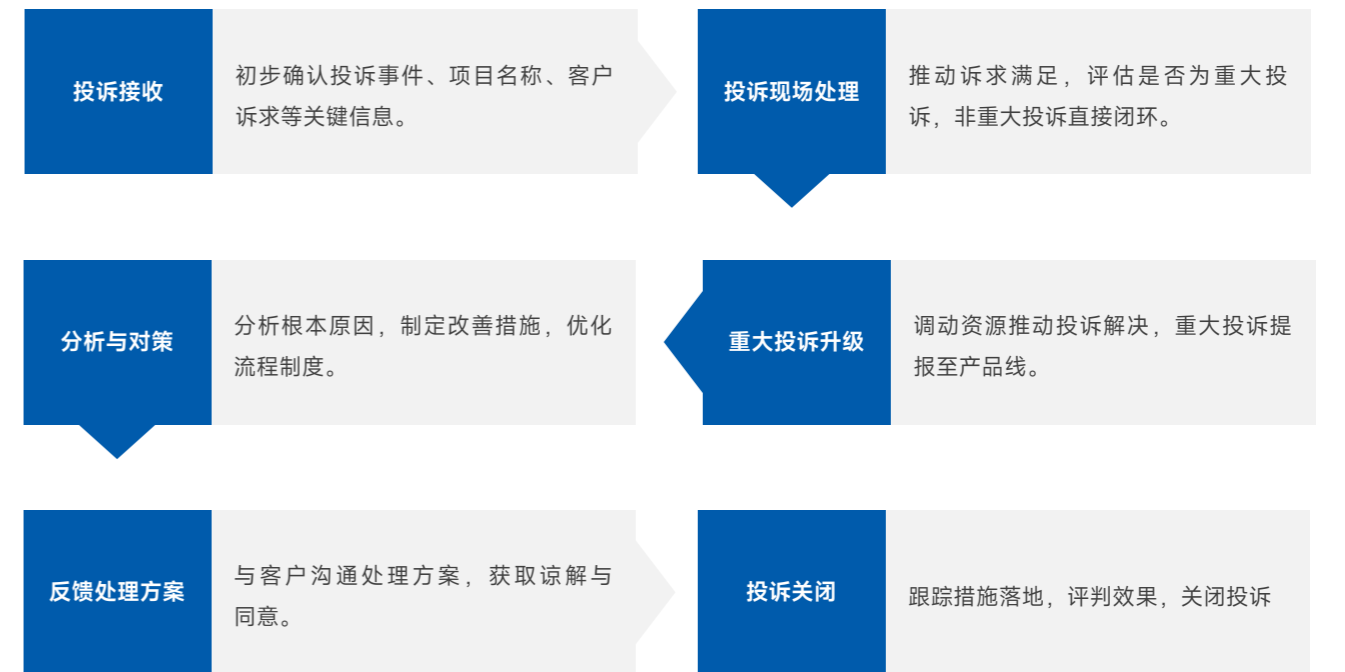 投诉接收
初步确认投诉事件、项目名称、客户
诉求等关键信息。
投诉现场处理
推动诉求满足，评估是否为重大投
诉，非重大投诉直接闭环。
重大投诉升级
调动资源推动投诉解决，重大投诉提
报至产品线。
分析与对策
分析根本原因，制定改善措施，优化
流程制度。
反馈处理方案
与客户沟通处理方案，获取谅解与
同意。
投诉关闭
跟踪措施落地，评判效果，关闭投诉